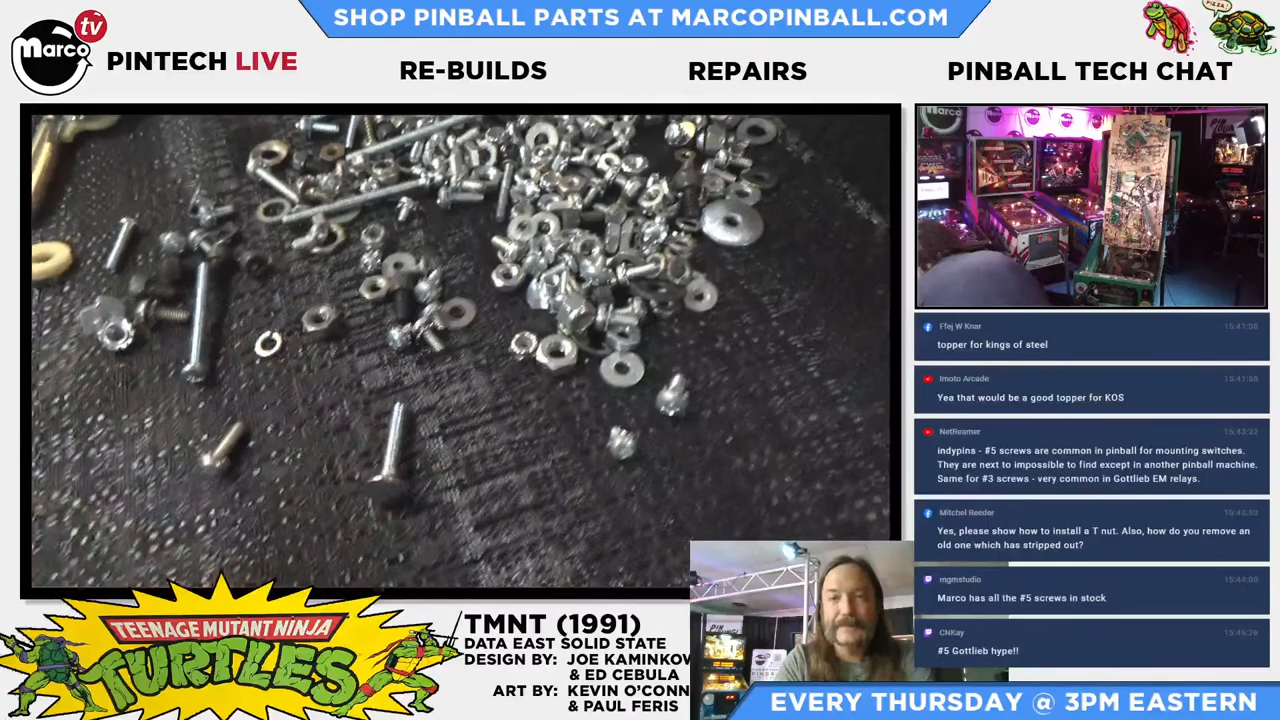 SHOP PINBALL PARTS AT MARCOPINBALL.COM
Marco tv
PINTECH LIVE
RE-BUILDS
REPAIRS
PINBALL TECH CHAT
PIZZA!
Ffej W Knar
topper for kings of steel
Imoto Arcade
Yea that would be a good topper for KOS
NetReamer
indypins - #5 screws are common in pinball for mounting switches.
They are next to impossible to find except in another pinball machine.
Same for #3 screws - very common in Gottlieb EM relays.
Mitchel Reeder
Yes, please show how to install a T nut. Also, how do you remove an
old one which has stripped out?
mgmstudio
Marco has all the #5 screws in stock
CNKay
#5 Gottlieb hype!!
TEENAGE MUTANT NINJA
TURTLES
TMNT (1991)
DATA EAST SOLID STATE
DESIGN BY: JOE KAMINKOW
& ED CEBULA
ART BY: KEVIN O'CONN
& PAUL FERIS
EVERY THURSDAY @ 3PM EASTERN